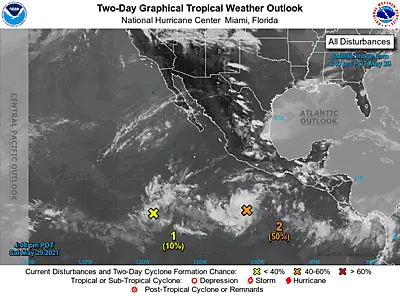 Two-Day Graphical Tropical Weather Outlook
National Hurricane Center Miami, Florida
All Disturbances
CENTRAL PACIFIC OUTLOOK
ATLANTIC
OUTLOOK
1
(10%)
2
(50%)
1:08 pm PDT
Sat May 29 2021
Current Disturbances and Two-Day Cyclone Formation Chance: < 40% 40-60% > 60%
Tropical or Sub-Tropical Cyclone: Depression Storm Hurricane
Post-Tropical Cyclone or Remnants